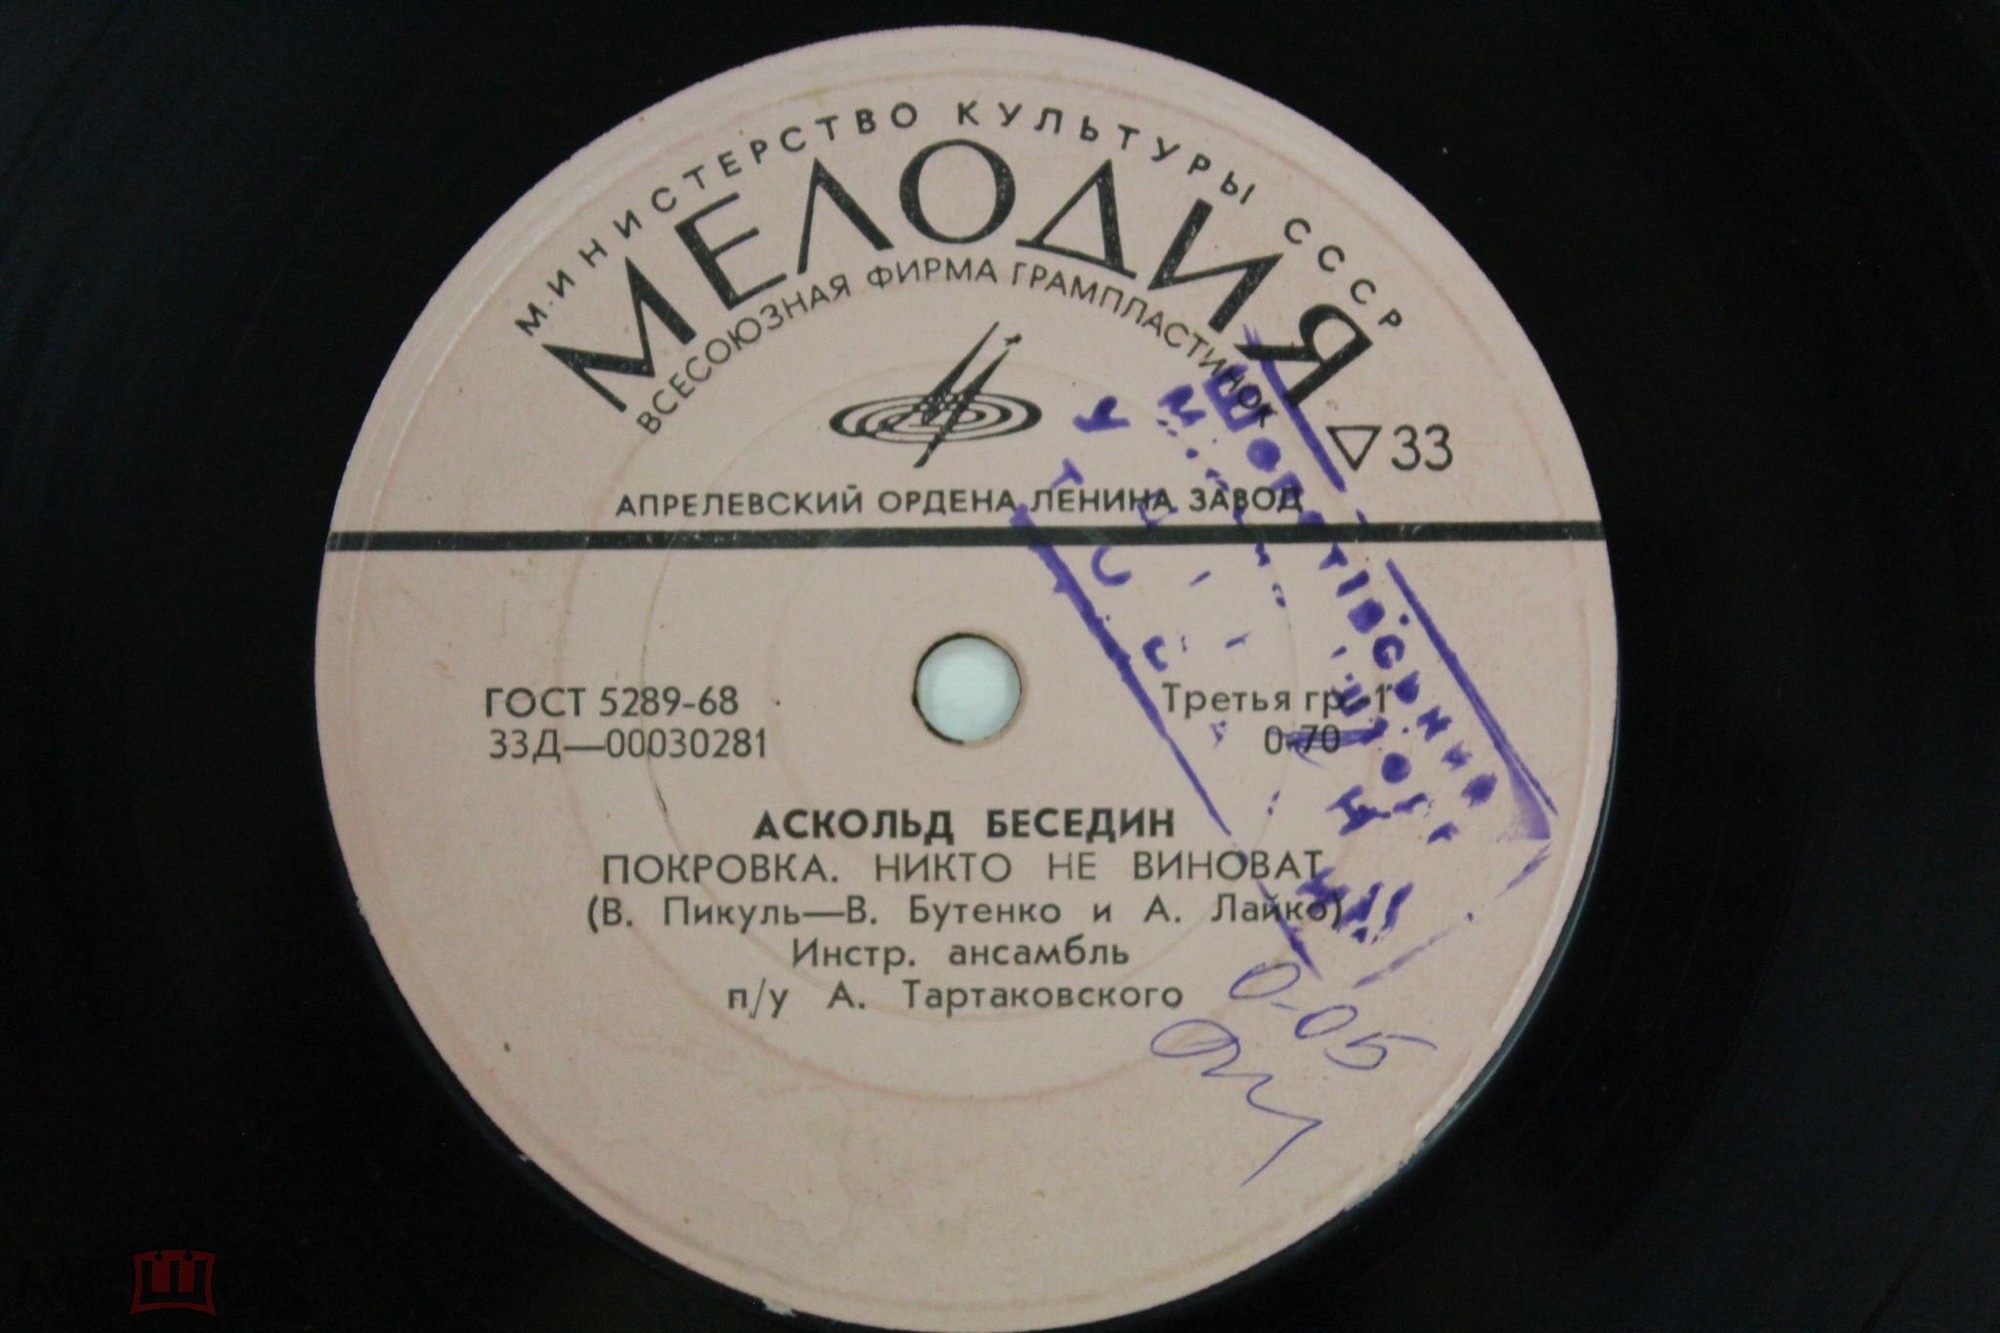 МИНИСТЕРСТВО КУЛЬТУРЫ СССР
МЕЛОДИЯ
ВСЕСОЮЗНАЯ ФИРМА ГРАМПЛАСТИНОК
▽33
АПРЕЛЕВСКИЙ ОРДЕНА ЛЕНИНА ЗАВОД
ГОСТ 5289-68
33Д—00030281
Третья гр. 1
0-70
АСКОЛЬД БЕСЕДИН
ПОКРОВКА. НИКТО НЕ ВИНОВАТ
(В. Пикуль—В. Бутенко и А. Лайко)
Инстр. ансамбль
п/у А. Тартаковского
0-05